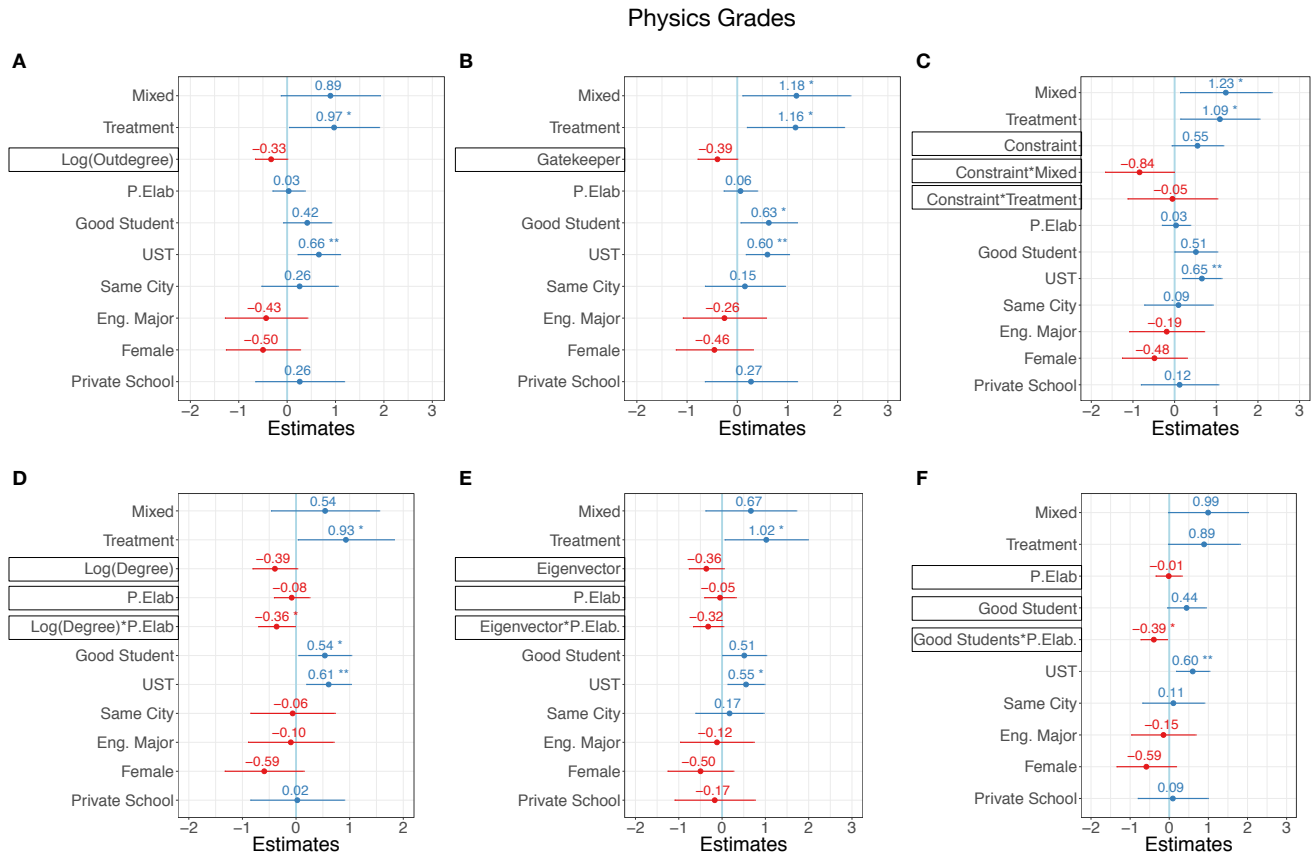 Physics Grades
A
Mixed 0.89
Treatment 0.97 *
Log(Outdegree) −0.33
P.Elab 0.03
Good Student 0.42
UST 0.66 **
Same City 0.26
Eng. Major −0.43
Female −0.50
Private School 0.26
−2 −1 0 1 2 3
Estimates
B
Mixed 1.18 *
Treatment 1.16 *
Gatekeeper −0.39
P.Elab 0.06
Good Student 0.63 *
UST 0.60 **
Same City 0.15
Eng. Major −0.26
Female −0.46
Private School 0.27
−2 −1 0 1 2 3
Estimates
C
Mixed 1.23 *
Treatment 1.09 *
Constraint 0.55
Constraint*Mixed −0.84
Constraint*Treatment −0.05
P.Elab 0.03
Good Student 0.51
UST 0.65 **
Same City 0.09
Eng. Major −0.19
Female −0.48
Private School 0.12
−2 −1 0 1 2 3
Estimates
D
Mixed 0.54
Treatment 0.93 *
Log(Degree) −0.39
P.Elab −0.08
Log(Degree)*P.Elab −0.36 *
Good Student 0.54 *
UST 0.61 **
Same City −0.06
Eng. Major −0.10
Female −0.59
Private School 0.02
−2 −1 0 1 2
Estimates
E
Mixed 0.67
Treatment 1.02 *
Eigenvector −0.36
P.Elab −0.05
Eigenvector*P.Elab. −0.32
Good Student 0.51
UST 0.55 *
Same City 0.17
Eng. Major −0.12
Female −0.50
Private School −0.17
−2 −1 0 1 2 3
Estimates
F
Mixed 0.99
Treatment 0.89
P.Elab −0.01
Good Student 0.44
Good Students*P.Elab. −0.39 *
UST 0.60 **
Same City 0.11
Eng. Major −0.15
Female −0.59
Private School 0.09
−2 −1 0 1 2 3
Estimates